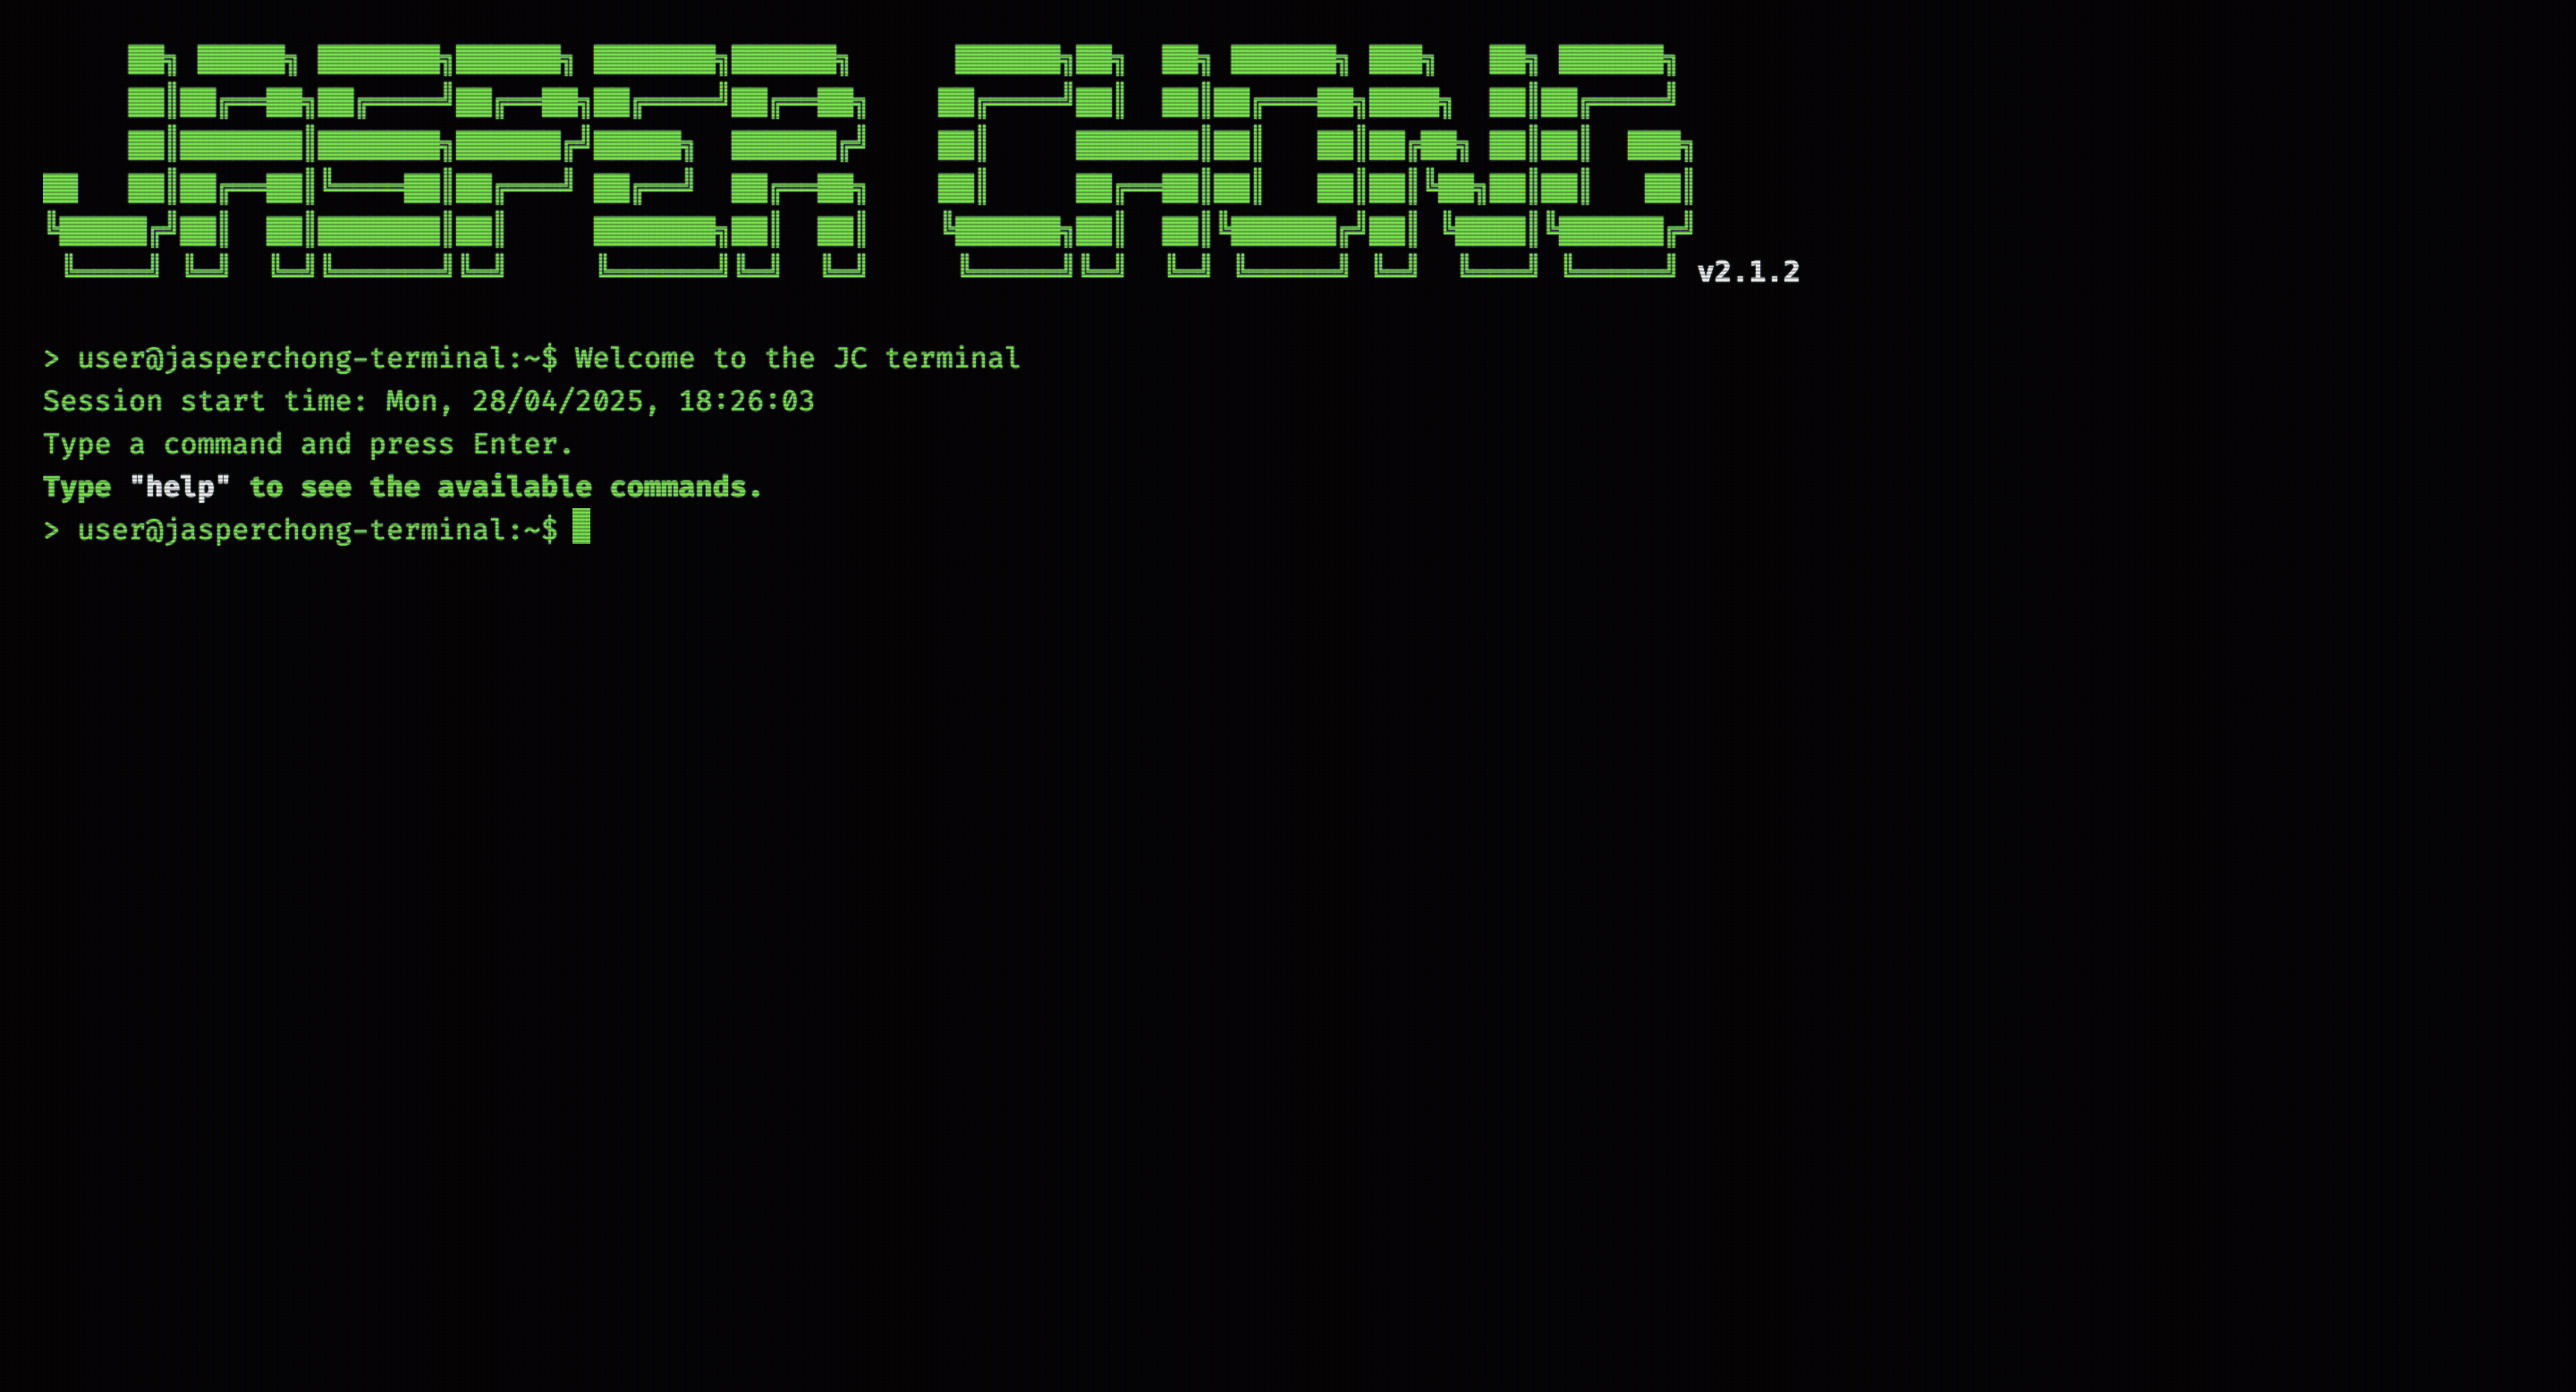 JASPER CHONG v2.1.2
> user@jasperchong-terminal:~$ Welcome to the JC terminal
Session start time: Mon, 28/04/2025, 18:26:03
Type a command and press Enter.
Type "help" to see the available commands.
> user@jasperchong-terminal:~$